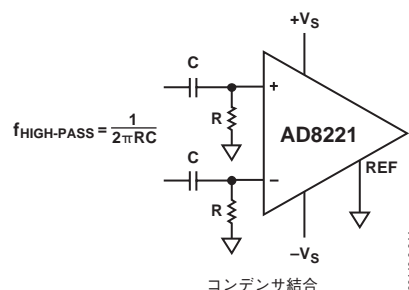 +VS
C
R
+
fHIGH-PASS = 1/2πRC
AD8221
C
R
−
REF
−VS
コンデンサ結合